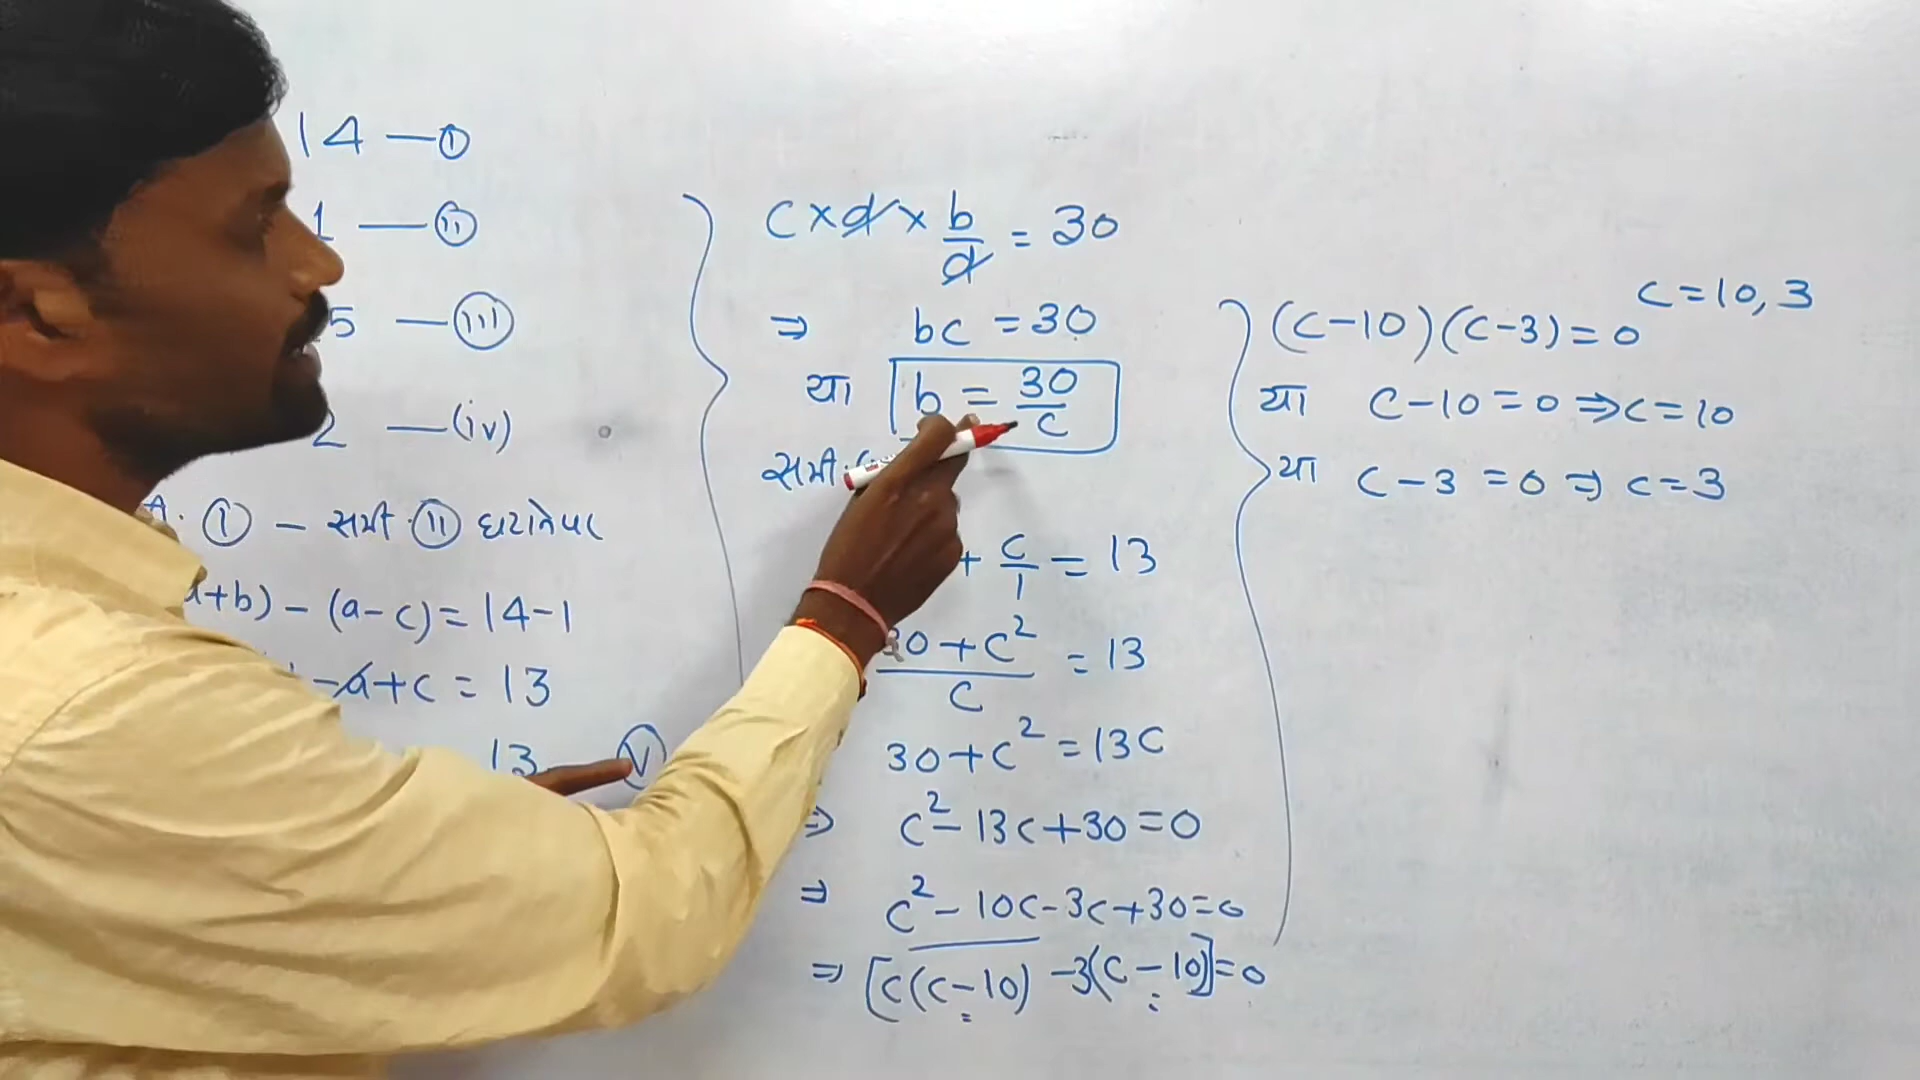 14 — (i)
1 — (ii)
5 — (iii)
2 — (iv)
(i) – समी (ii) घटाने पर
+b) – (a–c) = 14–1
–a+c = 13
13 — (v)
c×d×b/d = 30
⇒ bc = 30
या b = 30/c
समी.
+ c/1 = 13
(30+c²)/c = 13
30+c² = 13c
⇒ c²–13c+30=0
⇒ c²–10c–3c+30=0
⇒ [c(c–10) –3(c–10)]=0
c=10,3
(c–10)(c–3)=0
या c–10=0 ⇒ c=10
या c–3=0 ⇒ c=3